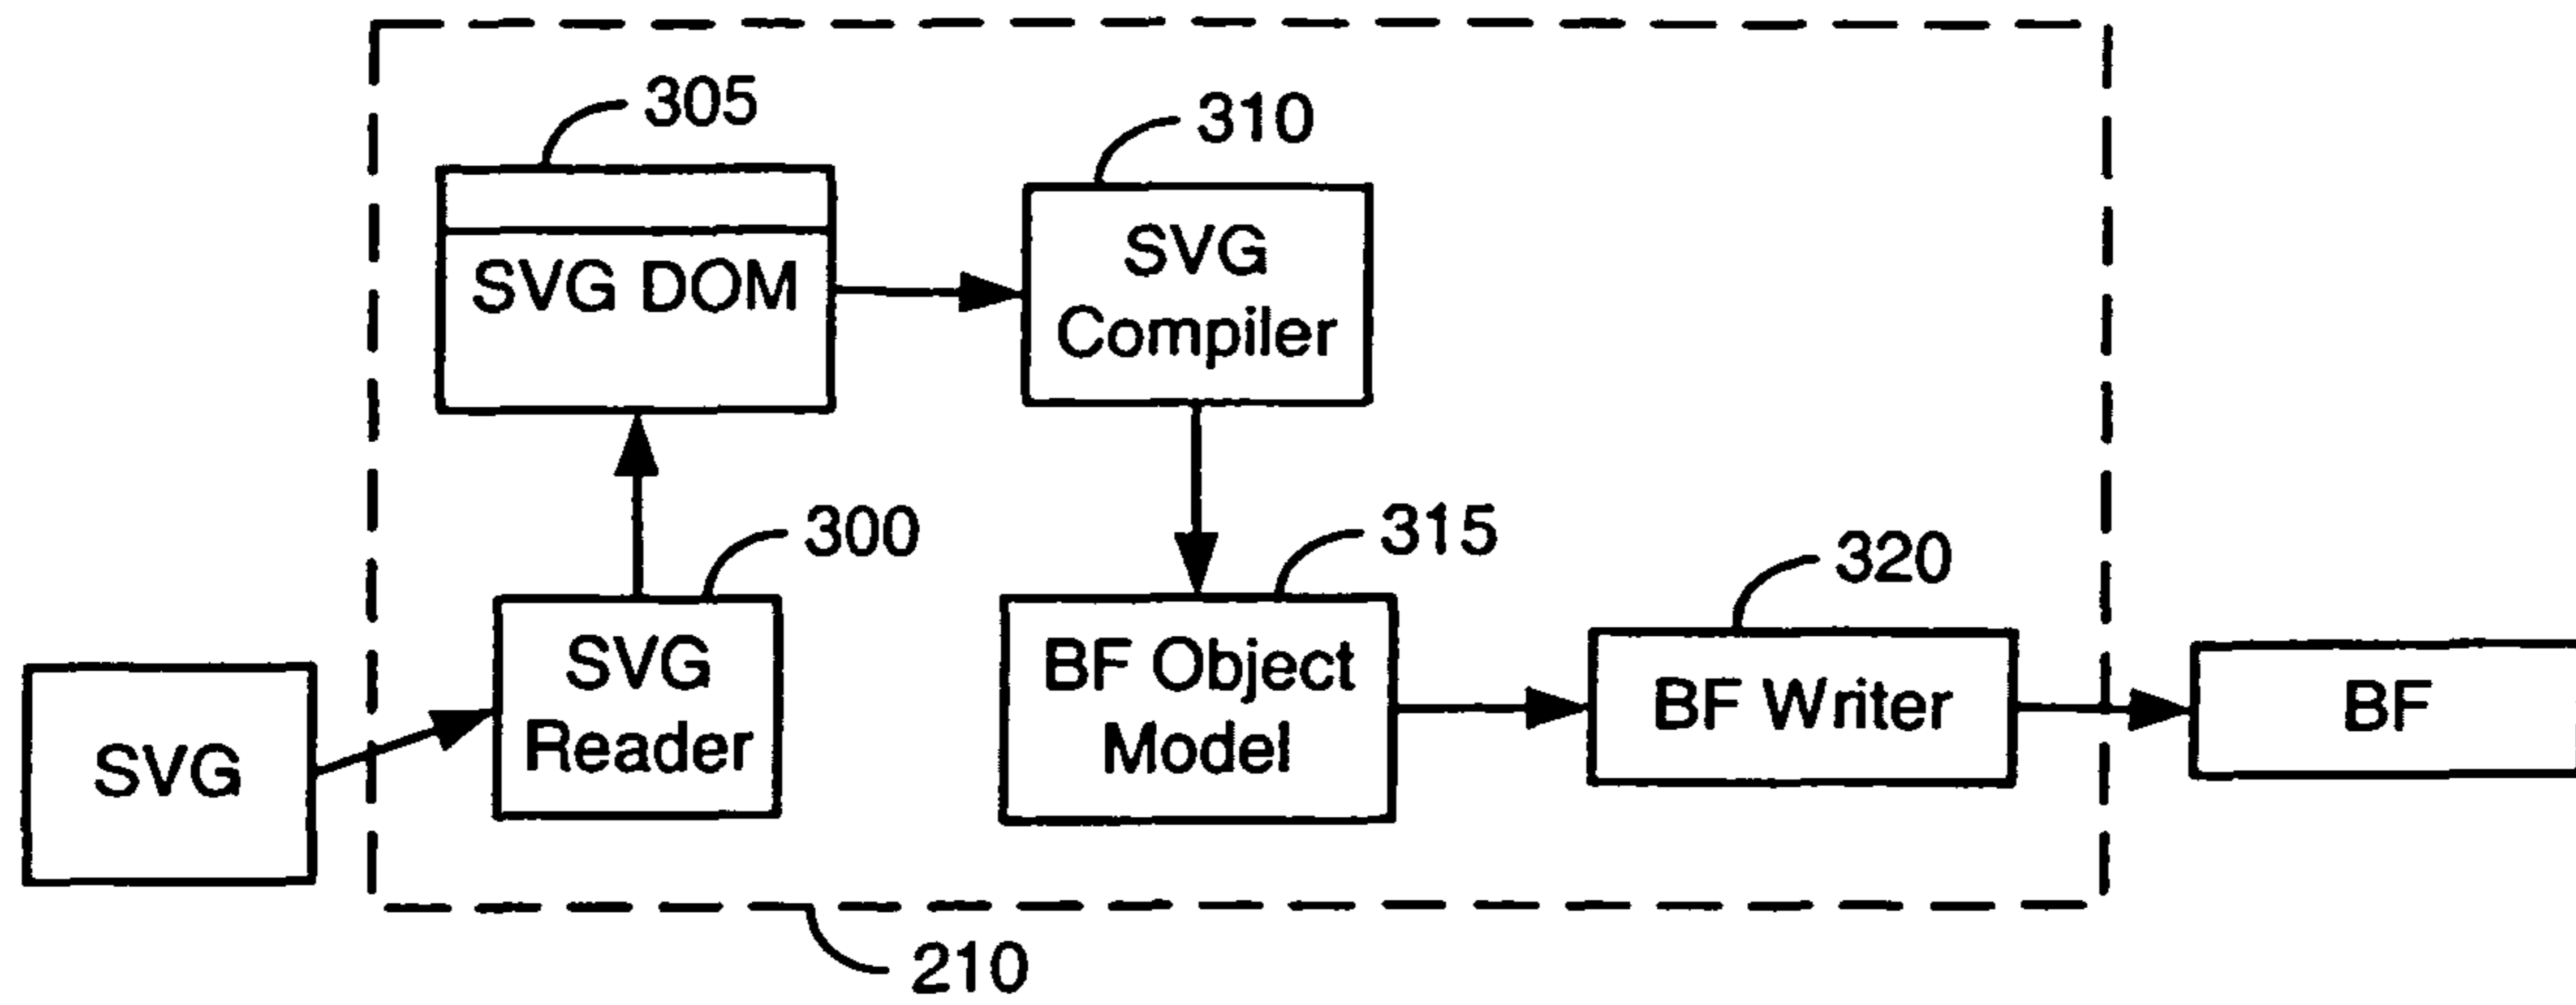 305
310
SVG DOM
SVG
Compiler
300
315
320
SVG
Reader
BF Object
Model
BF Writer
BF
SVG
210